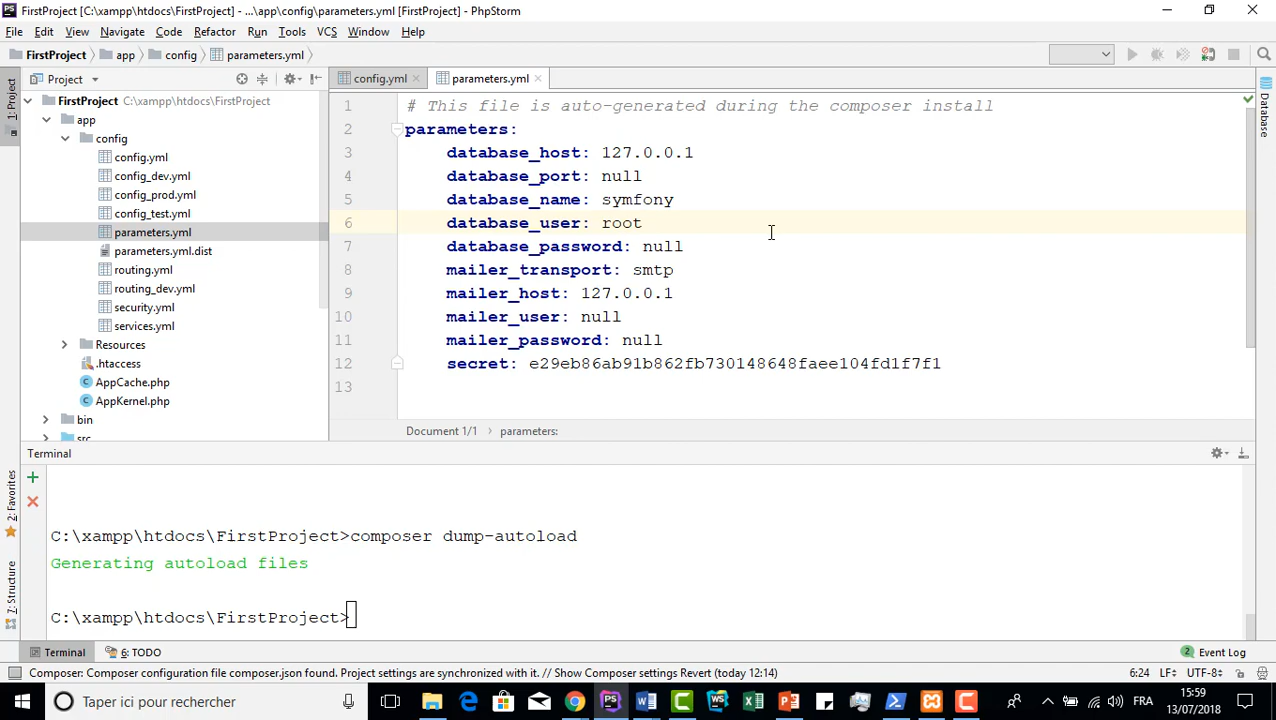 FirstProject [C:\xampp\htdocs\FirstProject] - ...\app\config\parameters.yml [FirstProject] - PhpStorm
File Edit View Navigate Code Refactor Run Tools VCS Window Help
FirstProject app config parameters.yml
Project
config.yml parameters.yml
1: Project
FirstProject C:\xampp\htdocs\FirstProject
app
config
config.yml
config_dev.yml
config_prod.yml
config_test.yml
parameters.yml
parameters.yml.dist
routing.yml
routing_dev.yml
security.yml
services.yml
Resources
.htaccess
AppCache.php
AppKernel.php
bin
src
1 # This file is auto-generated during the composer install
2 parameters:
3 database_host: 127.0.0.1
4 database_port: null
5 database_name: symfony
6 database_user: root
7 database_password: null
8 mailer_transport: smtp
9 mailer_host: 127.0.0.1
10 mailer_user: null
11 mailer_password: null
12 secret: e29eb86ab91b862fb730148648faee104fd1f7f1
13
Document 1/1 parameters:
Database
Terminal
2: Favorites
7: Structure
C:\xampp\htdocs\FirstProject>composer dump-autoload
Generating autoload files
C:\xampp\htdocs\FirstProject>
Terminal 6: TODO Event Log
Composer: Composer configuration file composer.json found. Project settings are synchronized with it. // Show Composer settings Revert (today 12:14) 6:24 LF÷ UTF-8÷
Taper ici pour rechercher
FRA
15:59
13/07/2018